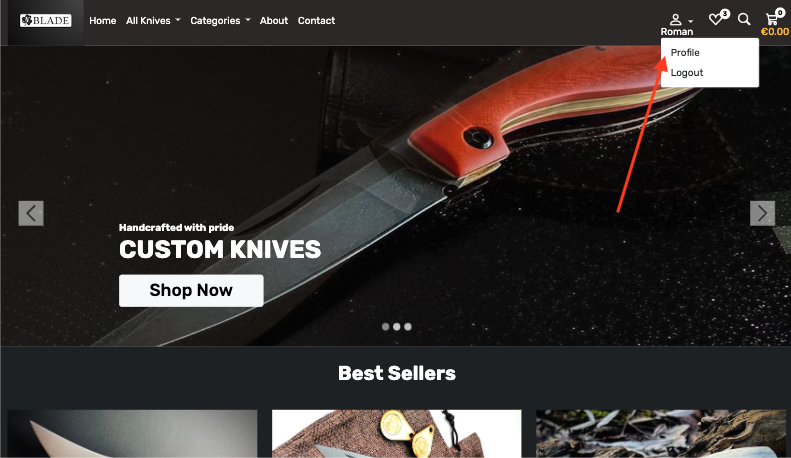 BLADE
Home All Knives Categories About Contact
3
0
Roman
€0.00
Profile
Logout
Handcrafted with pride
CUSTOM KNIVES
Shop Now
Best Sellers